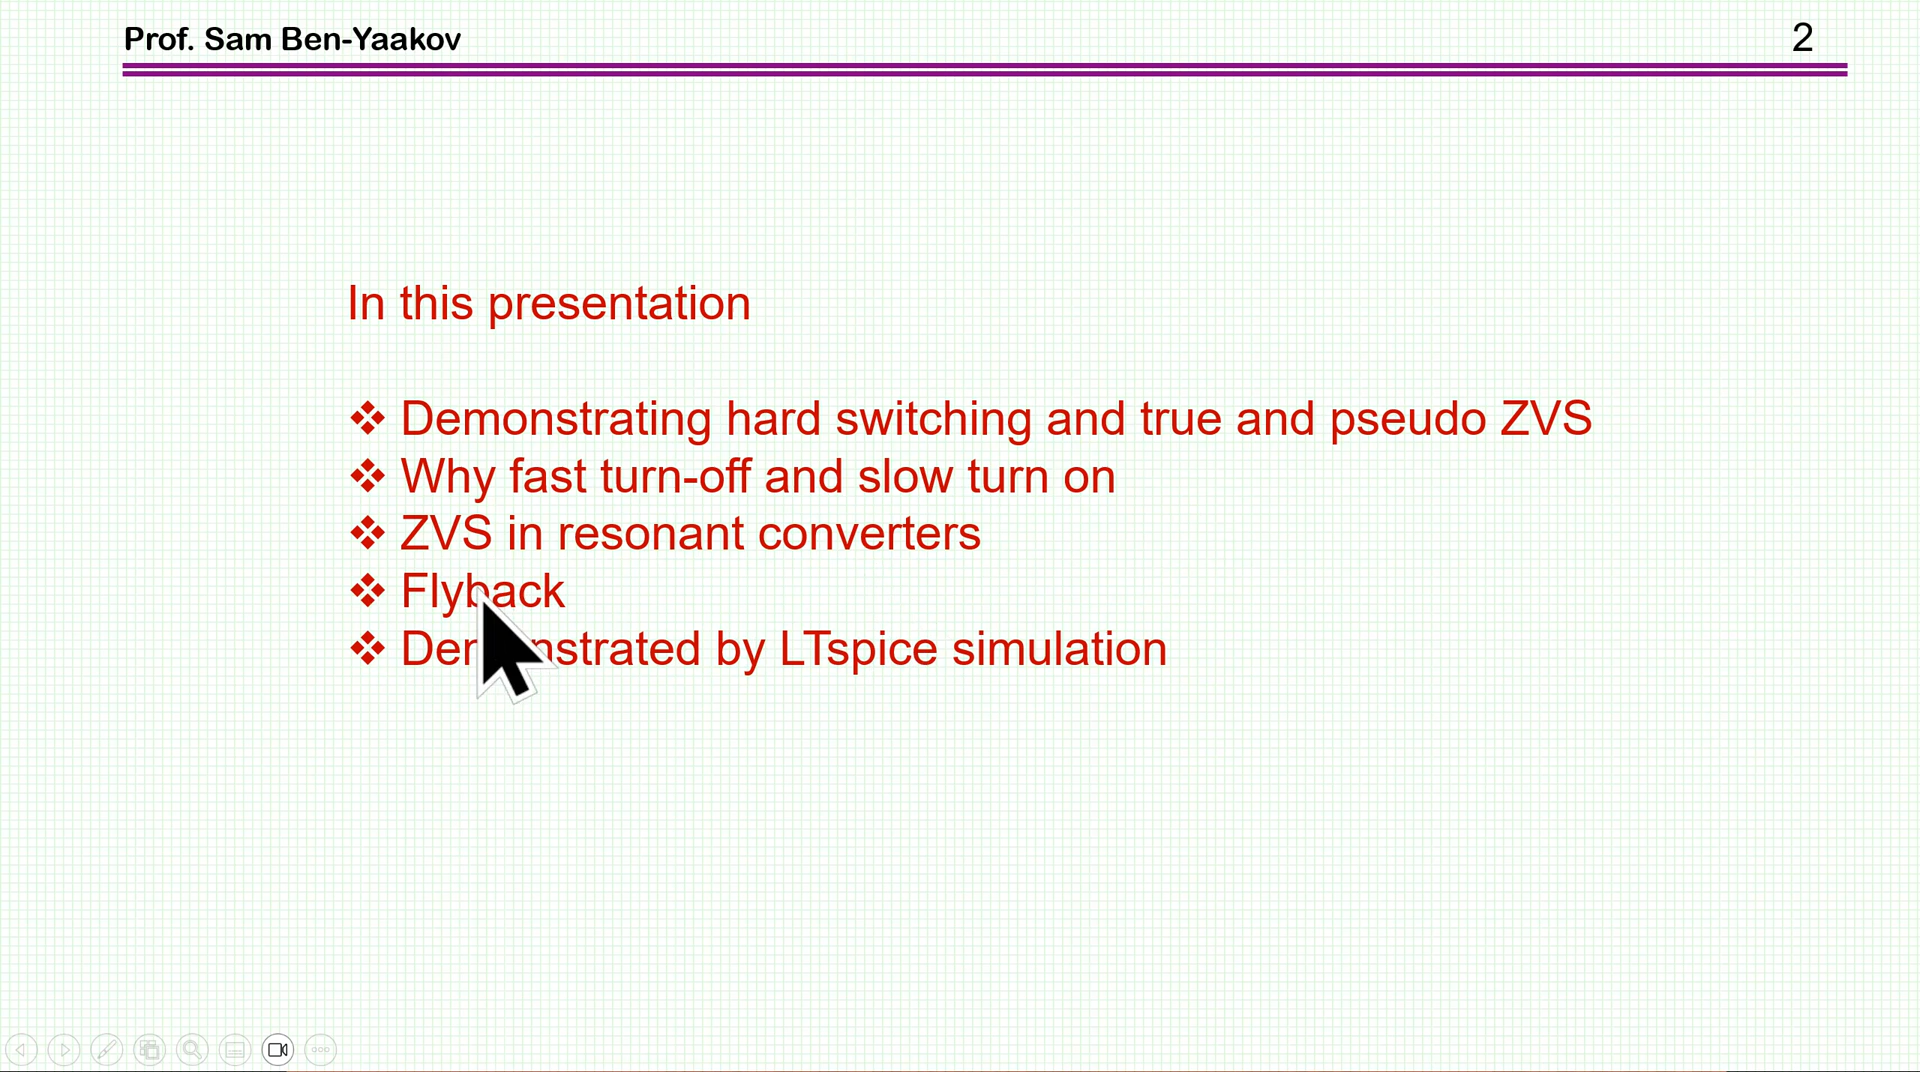 Prof. Sam Ben-Yaakov
2
In this presentation
Demonstrating hard switching and true and pseudo ZVS
Why fast turn-off and slow turn on
ZVS in resonant converters
Flyback
Demonstrated by LTspice simulation